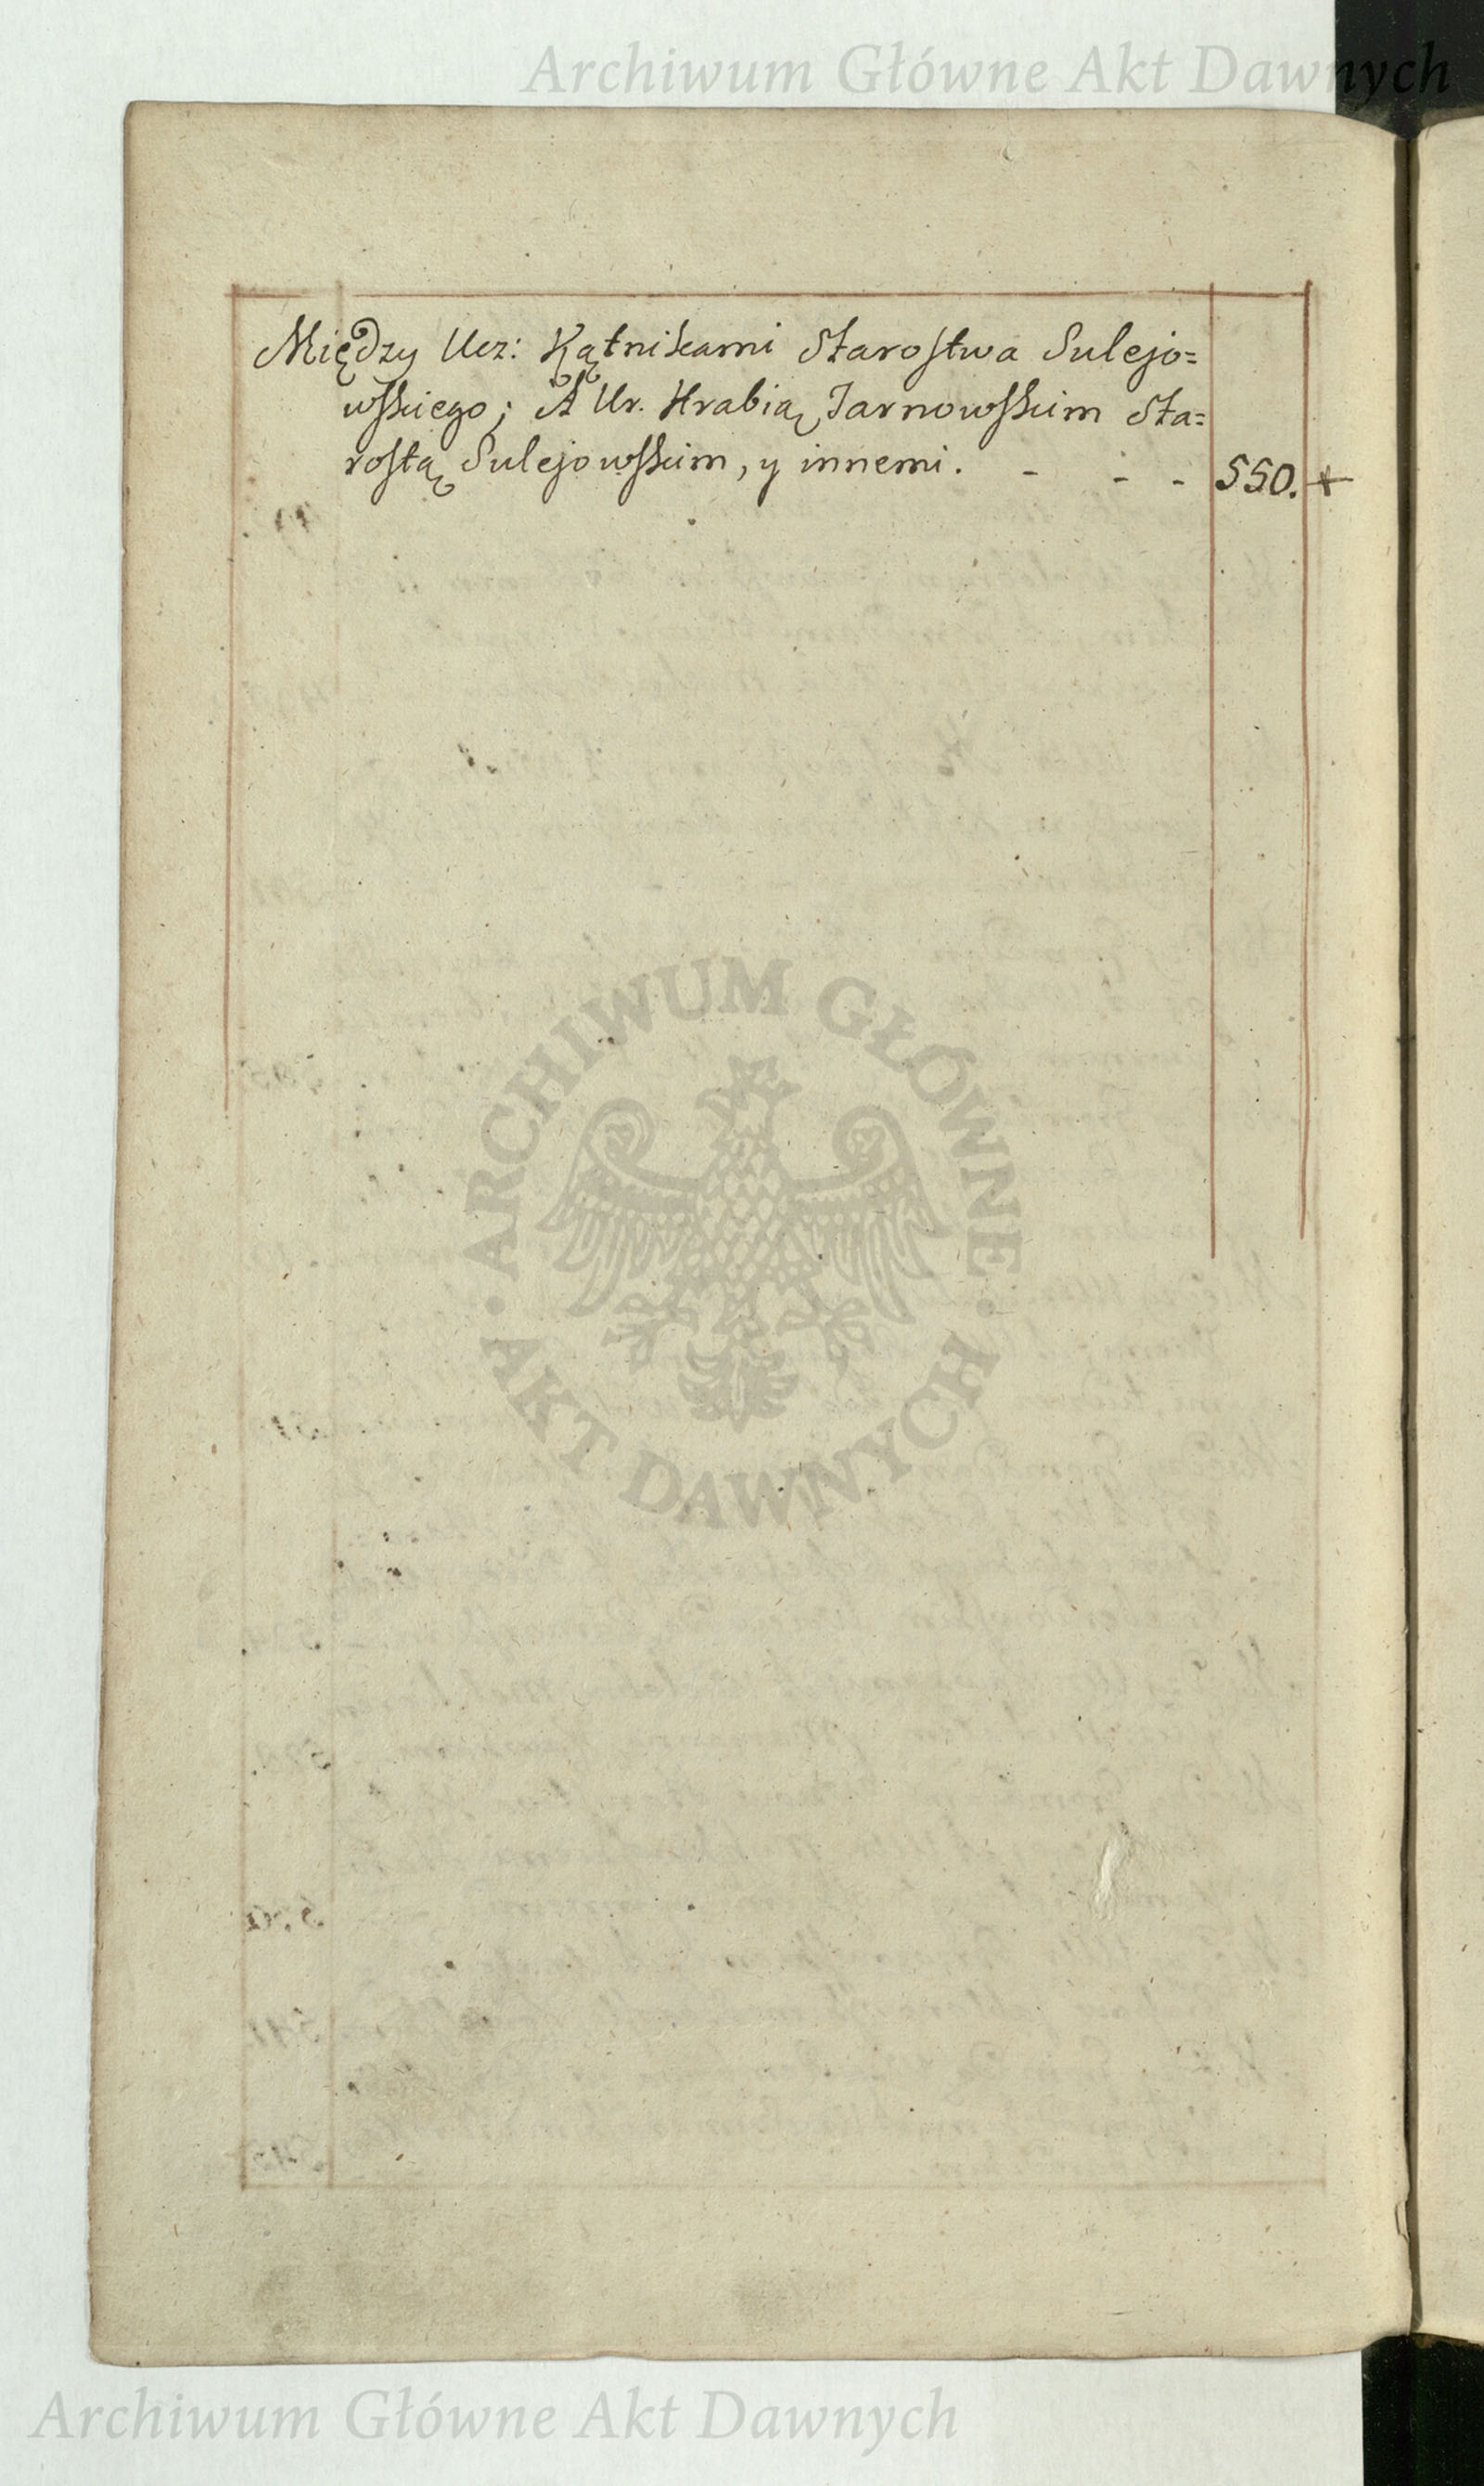 Archiwum Główne Akt Dawnych
Między Ucz: Kątnikami Starostwa Sulejo=
wskiego; A Ur. Hrabią Tarnowskim Sta=
rostą Sulejowskim, y innemi. - - - 550. +
ARCHIWUM GŁÓWNE
AKT DAWNYCH
Archiwum Główne Akt Dawnych